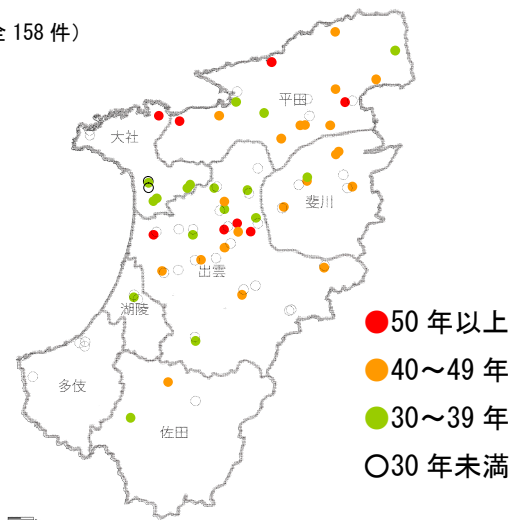 全 158 件）
平田
大社
斐川
出雲
湖陵
多伎
佐田
50 年以上
40～49 年
30～39 年
30 年未満